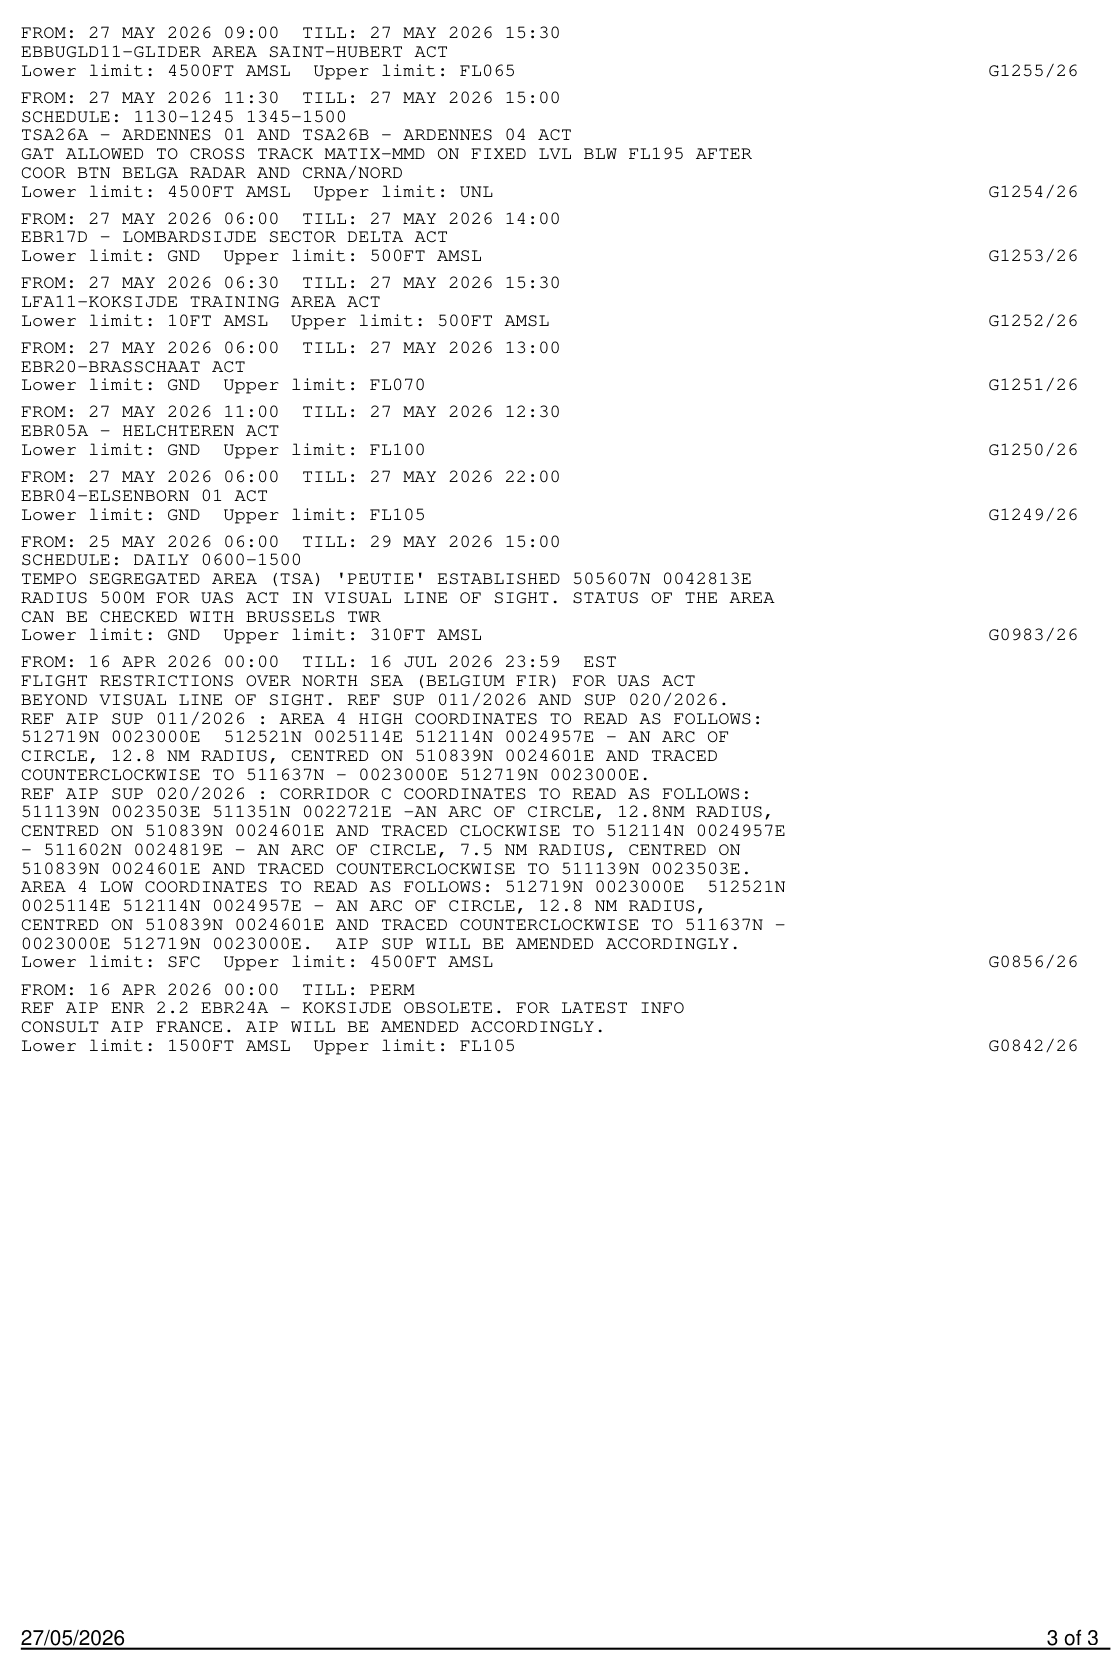 FROM: 27 MAY 2026 09:00  TILL: 27 MAY 2026 15:30
EBBUGLD11-GLIDER AREA SAINT-HUBERT ACT
Lower limit: 4500FT AMSL  Upper limit: FL065 G1255/26
FROM: 27 MAY 2026 11:30  TILL: 27 MAY 2026 15:00
SCHEDULE: 1130-1245 1345-1500
TSA26A - ARDENNES 01 AND TSA26B - ARDENNES 04 ACT
GAT ALLOWED TO CROSS TRACK MATIX-MMD ON FIXED LVL BLW FL195 AFTER
COOR BTN BELGA RADAR AND CRNA/NORD
Lower limit: 4500FT AMSL  Upper limit: UNL G1254/26
FROM: 27 MAY 2026 06:00  TILL: 27 MAY 2026 14:00
EBR17D - LOMBARDSIJDE SECTOR DELTA ACT
Lower limit: GND  Upper limit: 500FT AMSL G1253/26
FROM: 27 MAY 2026 06:30  TILL: 27 MAY 2026 15:30
LFA11-KOKSIJDE TRAINING AREA ACT
Lower limit: 10FT AMSL  Upper limit: 500FT AMSL G1252/26
FROM: 27 MAY 2026 06:00  TILL: 27 MAY 2026 13:00
EBR20-BRASSCHAAT ACT
Lower limit: GND  Upper limit: FL070 G1251/26
FROM: 27 MAY 2026 11:00  TILL: 27 MAY 2026 12:30
EBR05A - HELCHTEREN ACT
Lower limit: GND  Upper limit: FL100 G1250/26
FROM: 27 MAY 2026 06:00  TILL: 27 MAY 2026 22:00
EBR04-ELSENBORN 01 ACT
Lower limit: GND  Upper limit: FL105 G1249/26
FROM: 25 MAY 2026 06:00  TILL: 29 MAY 2026 15:00
SCHEDULE: DAILY 0600-1500
TEMPO SEGREGATED AREA (TSA) 'PEUTIE' ESTABLISHED 505607N 0042813E
RADIUS 500M FOR UAS ACT IN VISUAL LINE OF SIGHT. STATUS OF THE AREA
CAN BE CHECKED WITH BRUSSELS TWR
Lower limit: GND  Upper limit: 310FT AMSL G0983/26
FROM: 16 APR 2026 00:00  TILL: 16 JUL 2026 23:59  EST
FLIGHT RESTRICTIONS OVER NORTH SEA (BELGIUM FIR) FOR UAS ACT
BEYOND VISUAL LINE OF SIGHT. REF SUP 011/2026 AND SUP 020/2026.
REF AIP SUP 011/2026 : AREA 4 HIGH COORDINATES TO READ AS FOLLOWS:
512719N 0023000E  512521N 0025114E 512114N 0024957E - AN ARC OF
CIRCLE, 12.8 NM RADIUS, CENTRED ON 510839N 0024601E AND TRACED
COUNTERCLOCKWISE TO 511637N - 0023000E 512719N 0023000E.
REF AIP SUP 020/2026 : CORRIDOR C COORDINATES TO READ AS FOLLOWS:
511139N 0023503E 511351N 0022721E -AN ARC OF CIRCLE, 12.8NM RADIUS,
CENTRED ON 510839N 0024601E AND TRACED CLOCKWISE TO 512114N 0024957E
- 511602N 0024819E - AN ARC OF CIRCLE, 7.5 NM RADIUS, CENTRED ON
510839N 0024601E AND TRACED COUNTERCLOCKWISE TO 511139N 0023503E.
AREA 4 LOW COORDINATES TO READ AS FOLLOWS: 512719N 0023000E  512521N
0025114E 512114N 0024957E - AN ARC OF CIRCLE, 12.8 NM RADIUS,
CENTRED ON 510839N 0024601E AND TRACED COUNTERCLOCKWISE TO 511637N -
0023000E 512719N 0023000E.  AIP SUP WILL BE AMENDED ACCORDINGLY.
Lower limit: SFC  Upper limit: 4500FT AMSL G0856/26
FROM: 16 APR 2026 00:00  TILL: PERM
REF AIP ENR 2.2 EBR24A - KOKSIJDE OBSOLETE. FOR LATEST INFO
CONSULT AIP FRANCE. AIP WILL BE AMENDED ACCORDINGLY.
Lower limit: 1500FT AMSL  Upper limit: FL105 G0842/26
27/05/2026 3 of 3